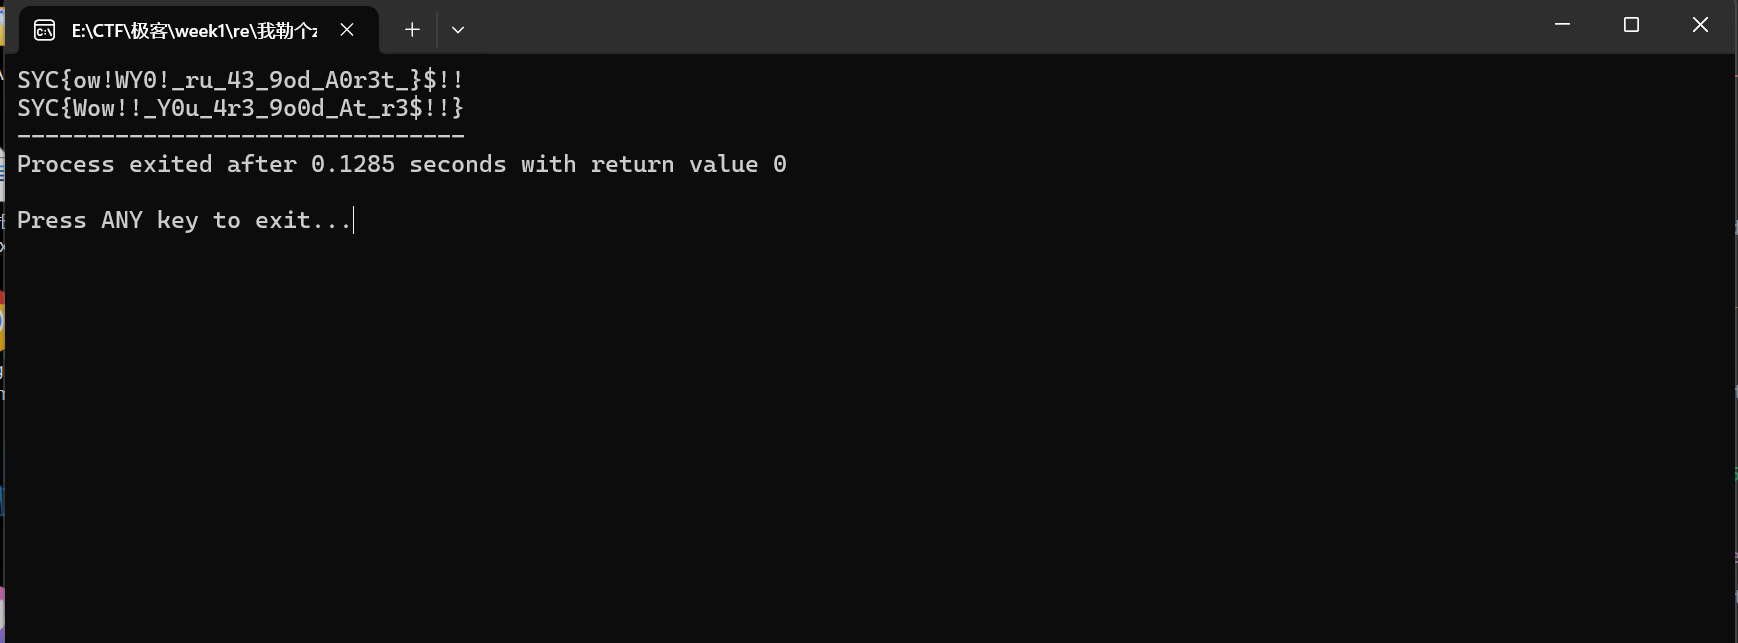 E:\CTF\极客\week1\re\我勒个z
SYC{ow!WY0!_ru_43_9od_A0r3t_}$!!
SYC{Wow!!_Y0u_4r3_9o0d_At_r3$!!}
--------------------------------
Process exited after 0.1285 seconds with return value 0
Press ANY key to exit...